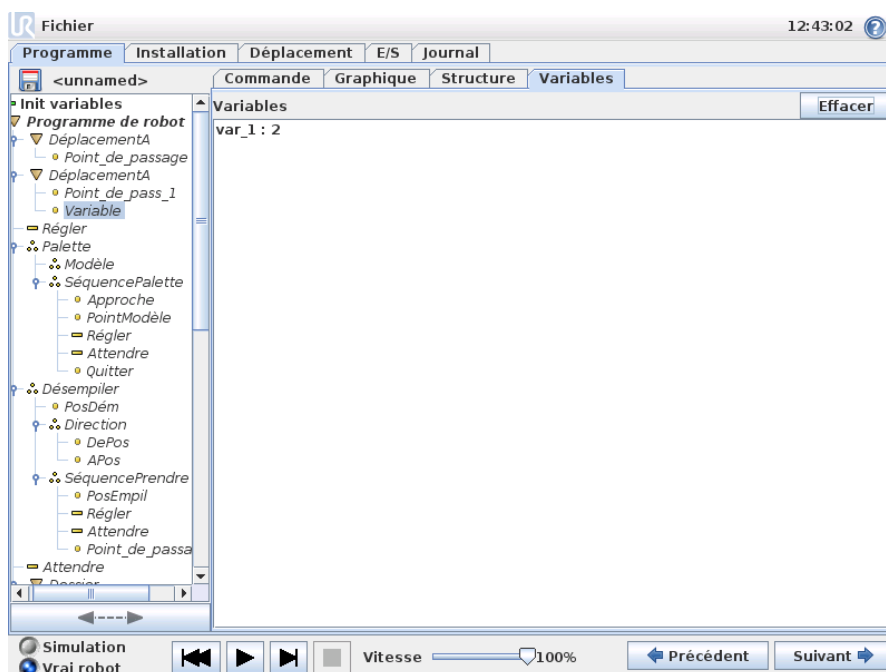 UR Fichier 12:43:02 ?
Programme Installation Déplacement E/S Journal
<unnamed> Commande Graphique Structure Variables
Init variables
Variables Effacer
Programme de robot
var_1 : 2
DéplacementA
Point_de_passage
DéplacementA
Point_de_pass_1
Variable
Régler
Palette
Modèle
SéquencePalette
Approche
PointModèle
Régler
Attendre
Quitter
Désempiler
PosDém
Direction
DePos
APos
SéquencePrendre
PosEmpil
Régler
Attendre
Point_de_passa
Attendre
Dossier
Simulation
Vrai robot
Vitesse 100% Précédent Suivant